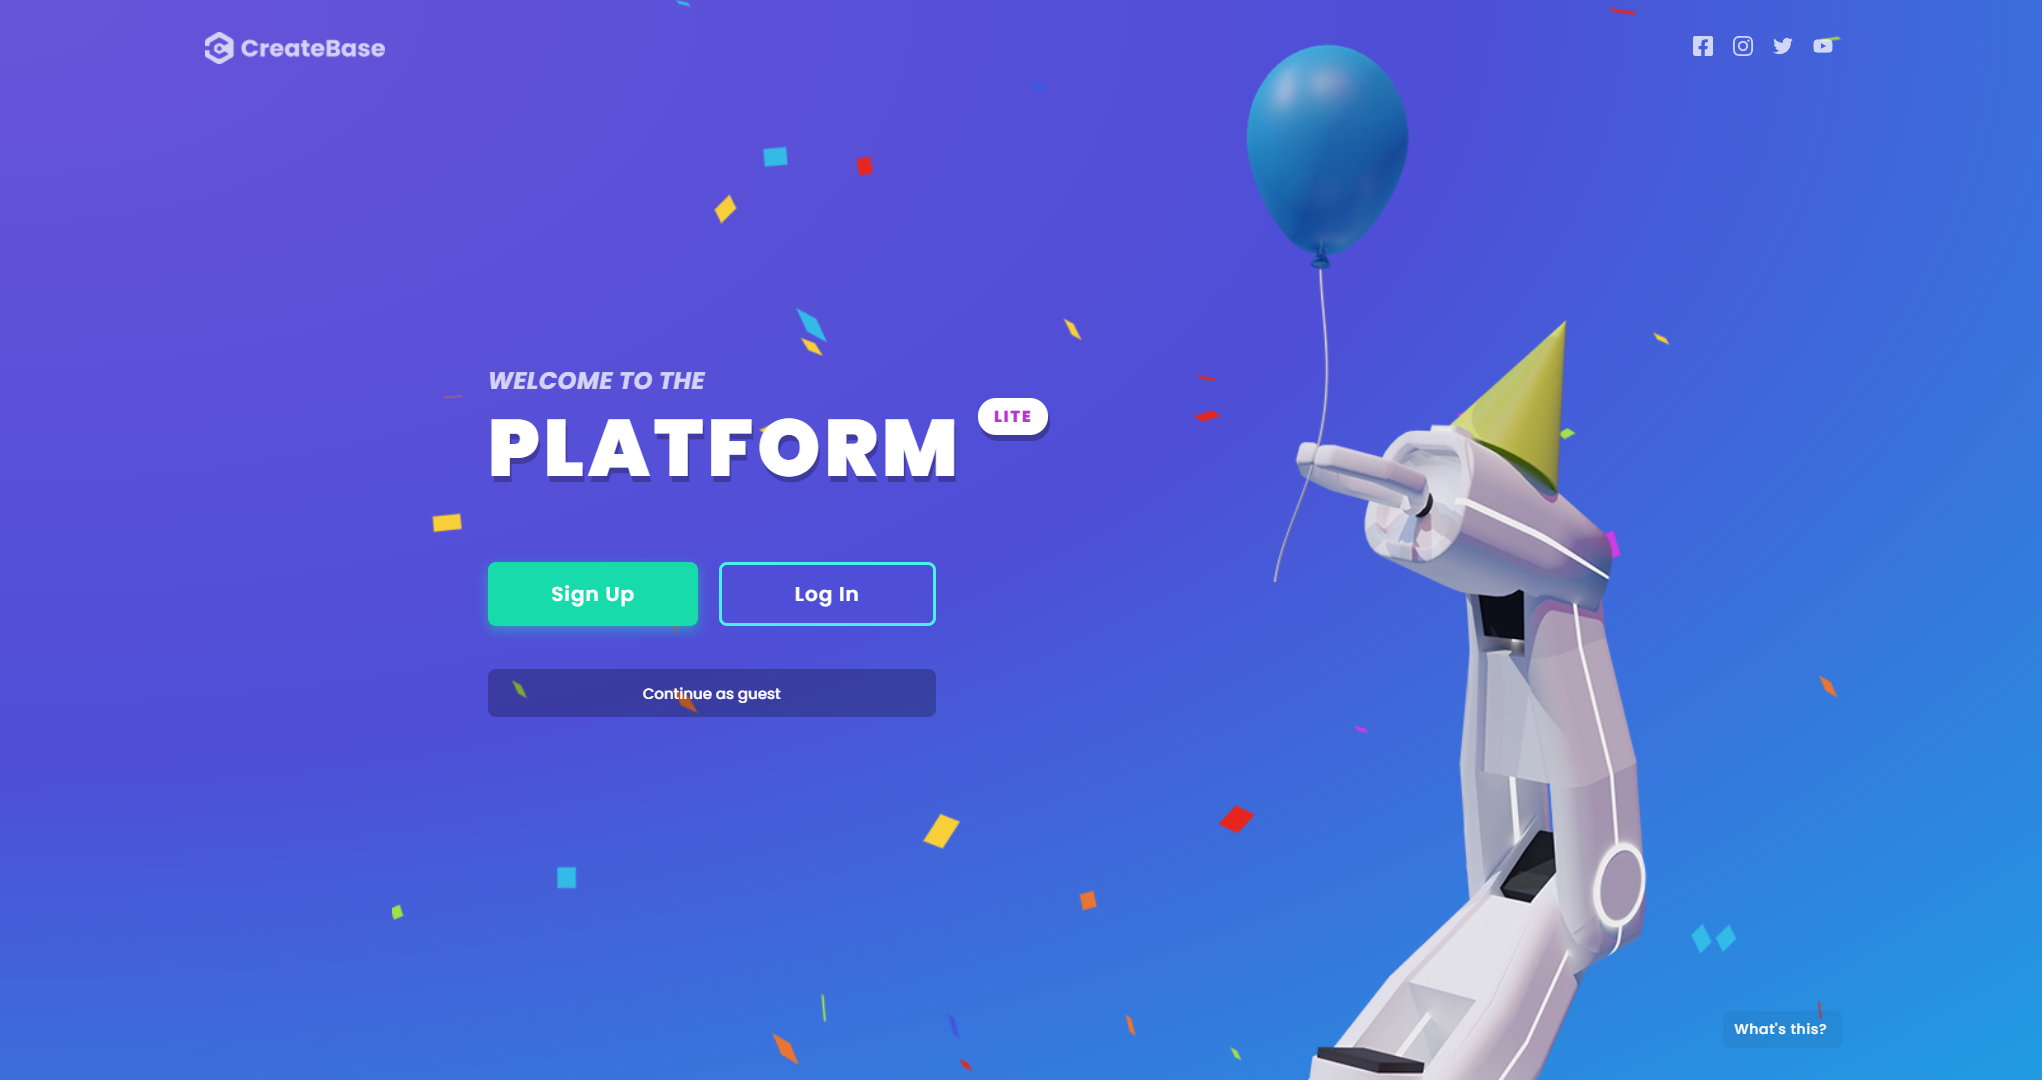 CreateBase
WELCOME TO THE
PLATFORM
LITE
Sign Up
Log In
Continue as guest
What's this?